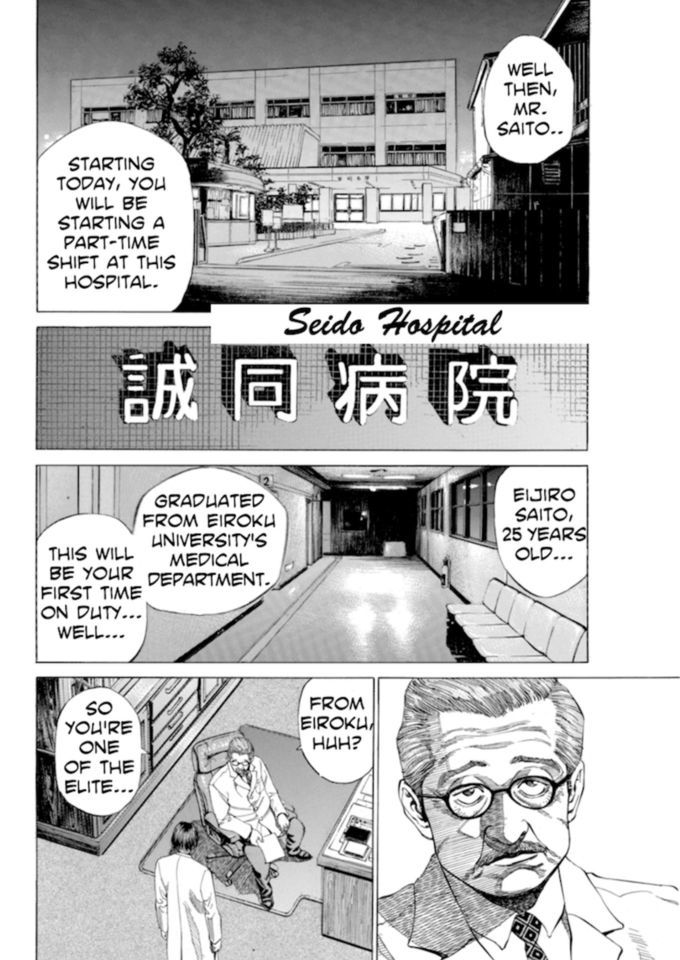 WELL
THEN,
MR.
SAITO..
STARTING
TODAY, YOU
WILL BE
STARTING A
PART-TIME
SHIFT AT THIS
HOSPITAL.
Seido Hospital
誠同病院
EIJIRO
SAITO,
25 YEARS
OLD...
GRADUATED
FROM EIROKU
UNIVERSITY'S
MEDICAL
DEPARTMENT.
2
THIS WILL
BE YOUR
FIRST TIME
ON DUTY...
WELL...
FROM
EIROKU,
HUH?
SO
YOU'RE
ONE
OF THE
ELITE...